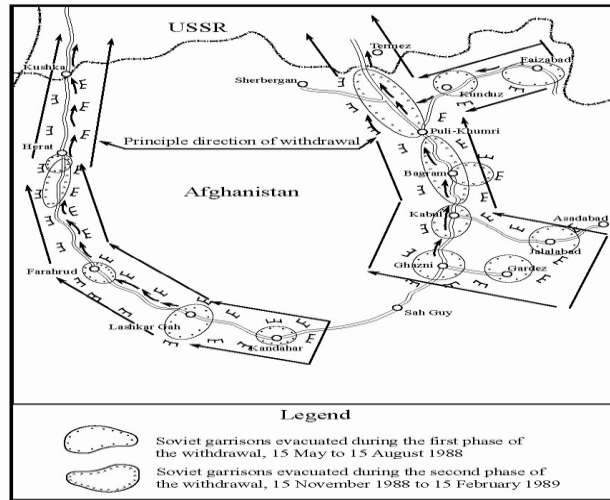 USSR
Termez
Kushka
Sherbergan
Faizabad
Kunduz
Puli-Khumri
Principle direction of withdrawal
Herat
Bagram
Afghanistan
Kabul
Asadabad
Jalalabad
Ghazni
Gardez
Farahrud
Lashkar Gah
Sah Guy
Kandahar
Legend
Soviet garrisons evacuated during the first phase of
the withdrawal, 15 May to 15 August 1988
Soviet garrisons evacuated during the second phase of
the withdrawal, 15 November 1988 to 15 February 1989